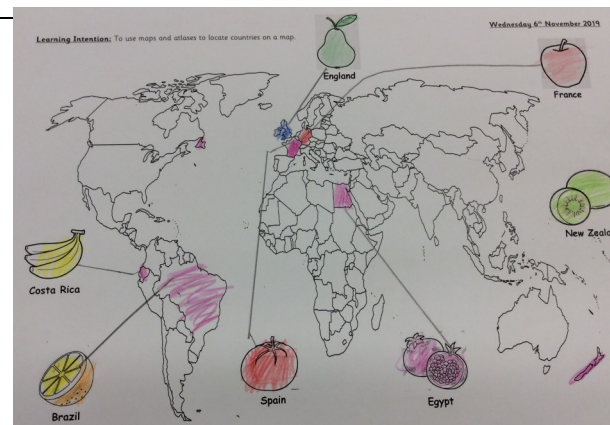 Wednesday 6th November 2019
Learning Intention: To use maps and atlases to locate countries on a map.
England
France
New Zeal
Costa Rica
Brazil
Spain
Egypt